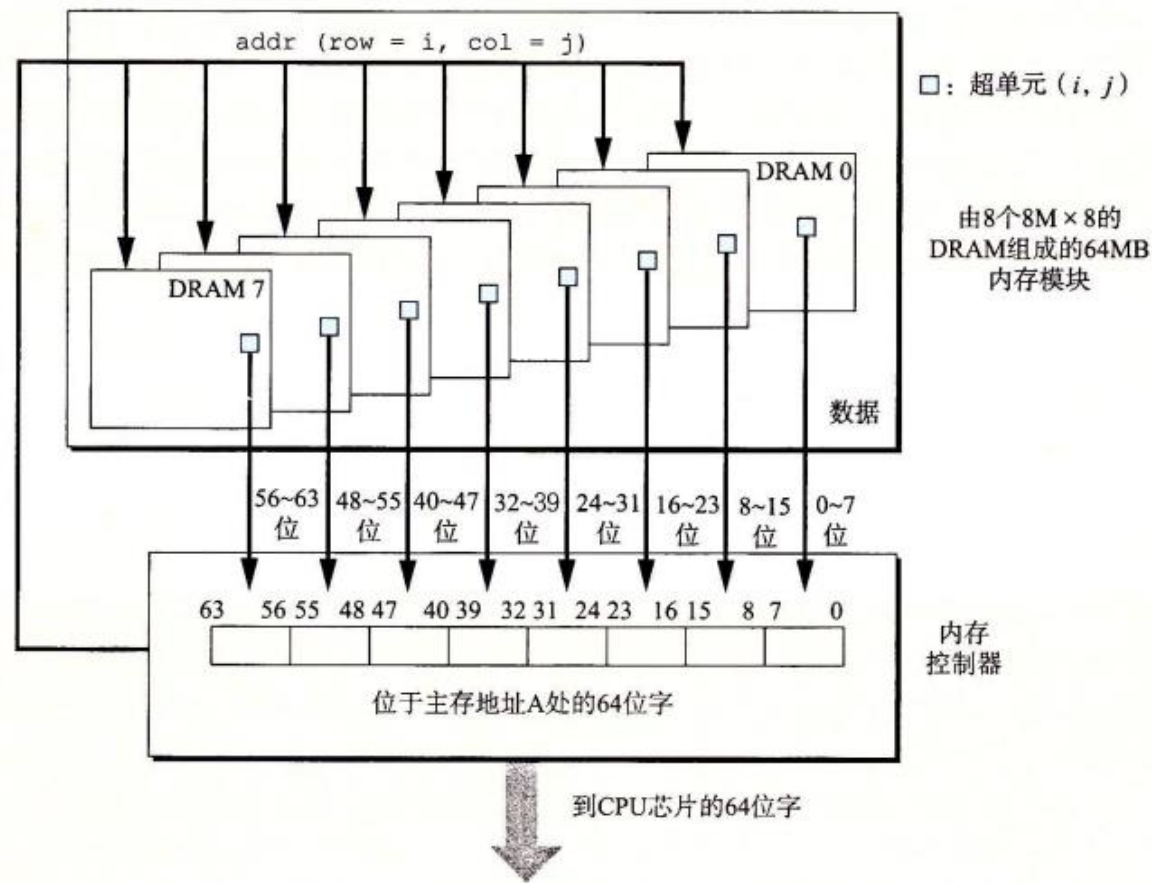 addr (row = i, col = j)
□：超单元 (i, j)
DRAM 0
由8个8M×8的
DRAM组成的64MB
内存模块
DRAM 7
数据
56~63
位
48~55
位
40~47
位
32~39
位
24~31
位
16~23
位
8~15
位
0~7
位
63 56 55 48 47 40 39 32 31 24 23 16 15 8 7 0
内存
控制器
位于主存地址A处的64位字
到CPU芯片的64位字